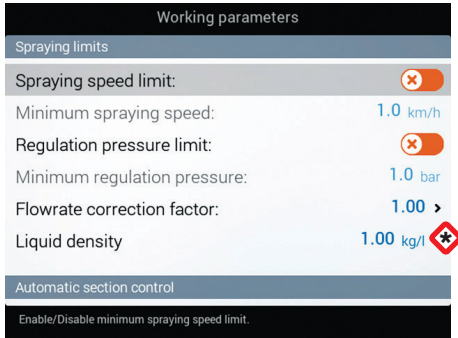 Working parameters
Spraying limits
Spraying speed limit:
Minimum spraying speed: 1.0 km/h
Regulation pressure limit:
Minimum regulation pressure: 1.0 bar
Flowrate correction factor: 1.00 >
Liquid density 1.00 kg/l *
Automatic section control
Enable/Disable minimum spraying speed limit.